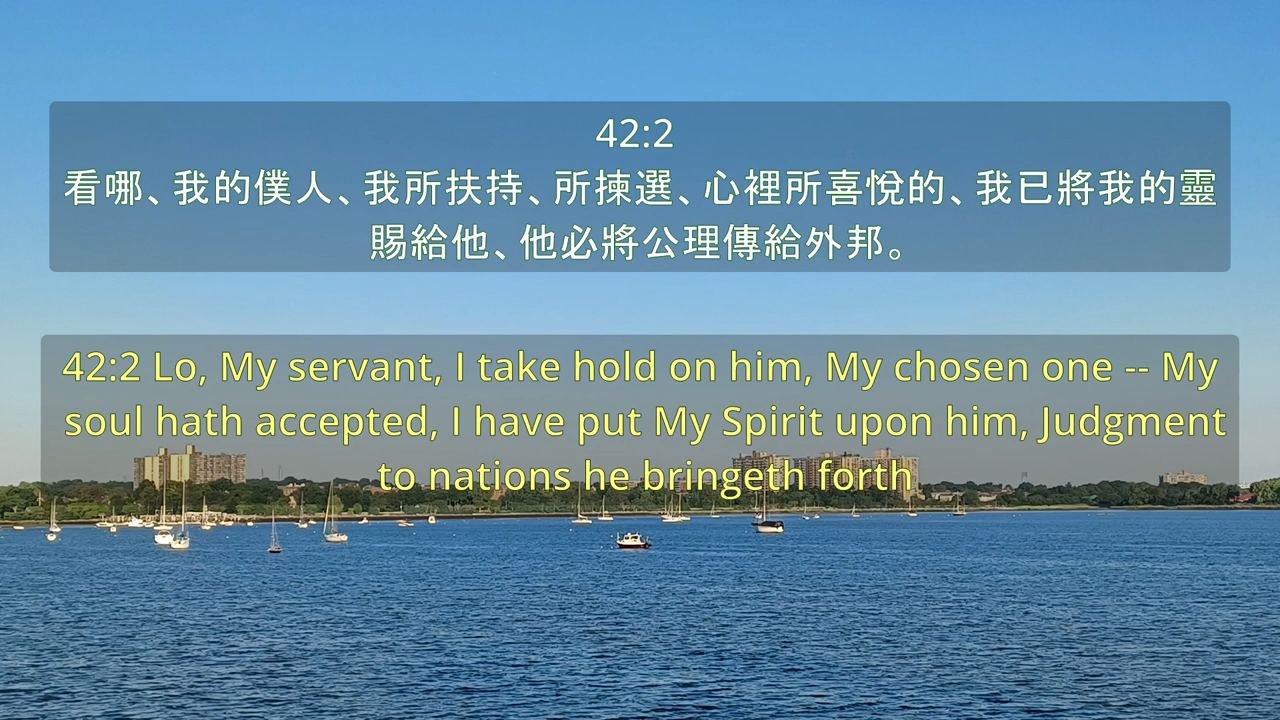 42:2
看哪、我的僕人、我所扶持、所揀選、心裡所喜悅的、我已將我的靈
賜給他、他必將公理傳給外邦。
42:2 Lo, My servant, I take hold on him, My chosen one -- My
soul hath accepted, I have put My Spirit upon him, Judgment
to nations he bringeth forth